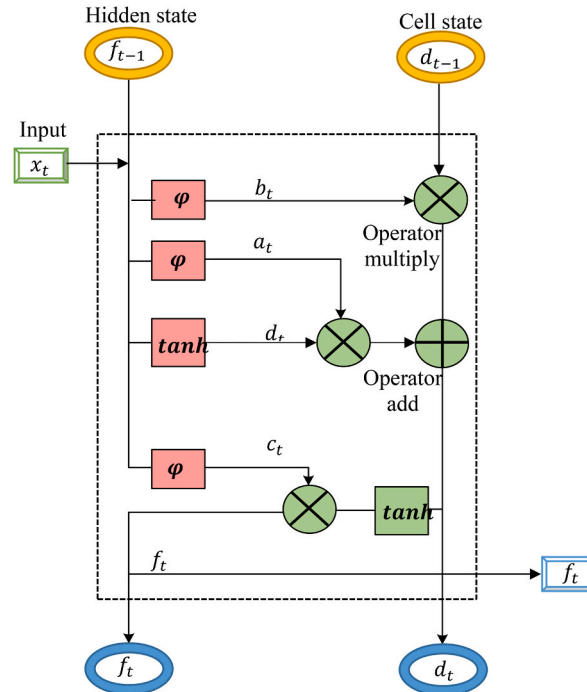 Hidden state
Cell state
f_{t−1}
d_{t−1}
Input
x_t
φ
b_t
Operator
multiply
φ
a_t
tanh
d_t
Operator
add
φ
c_t
tanh
f_t
f_t
f_t
d_t